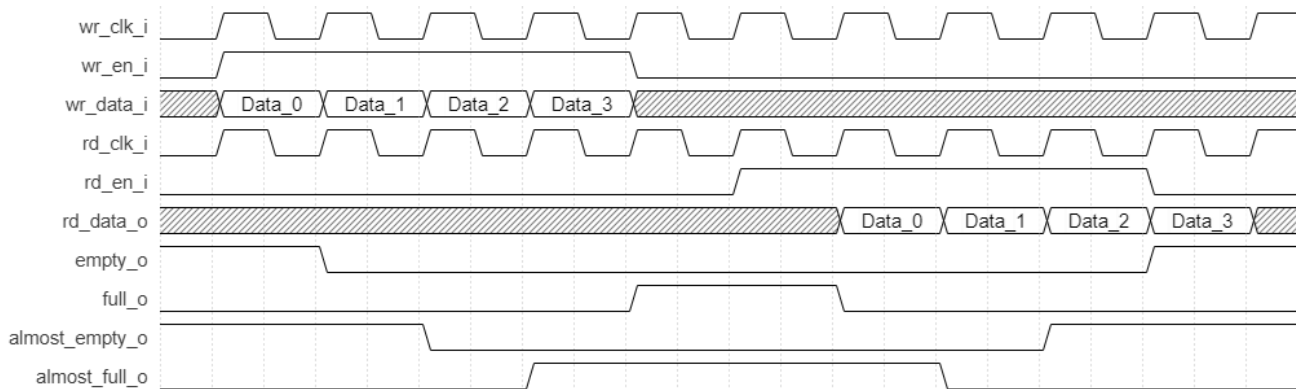 wr_clk_i
wr_en_i
wr_data_i Data_0 Data_1 Data_2 Data_3
rd_clk_i
rd_en_i
rd_data_o Data_0 Data_1 Data_2 Data_3
empty_o
full_o
almost_empty_o
almost_full_o